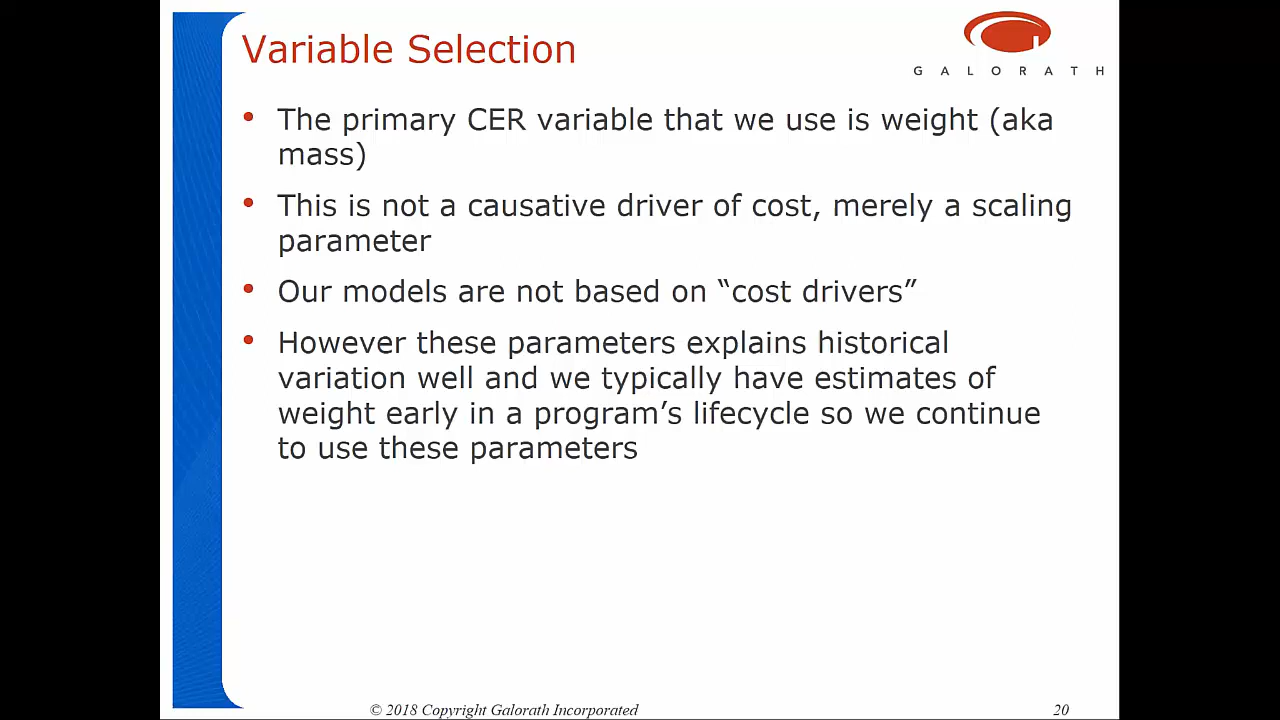 Variable Selection
G A L O R A T H
• The primary CER variable that we use is weight (aka
mass)
• This is not a causative driver of cost, merely a scaling
parameter
• Our models are not based on “cost drivers”
• However these parameters explains historical
variation well and we typically have estimates of
weight early in a program’s lifecycle so we continue
to use these parameters
© 2018 Copyright Galorath Incorporated
20